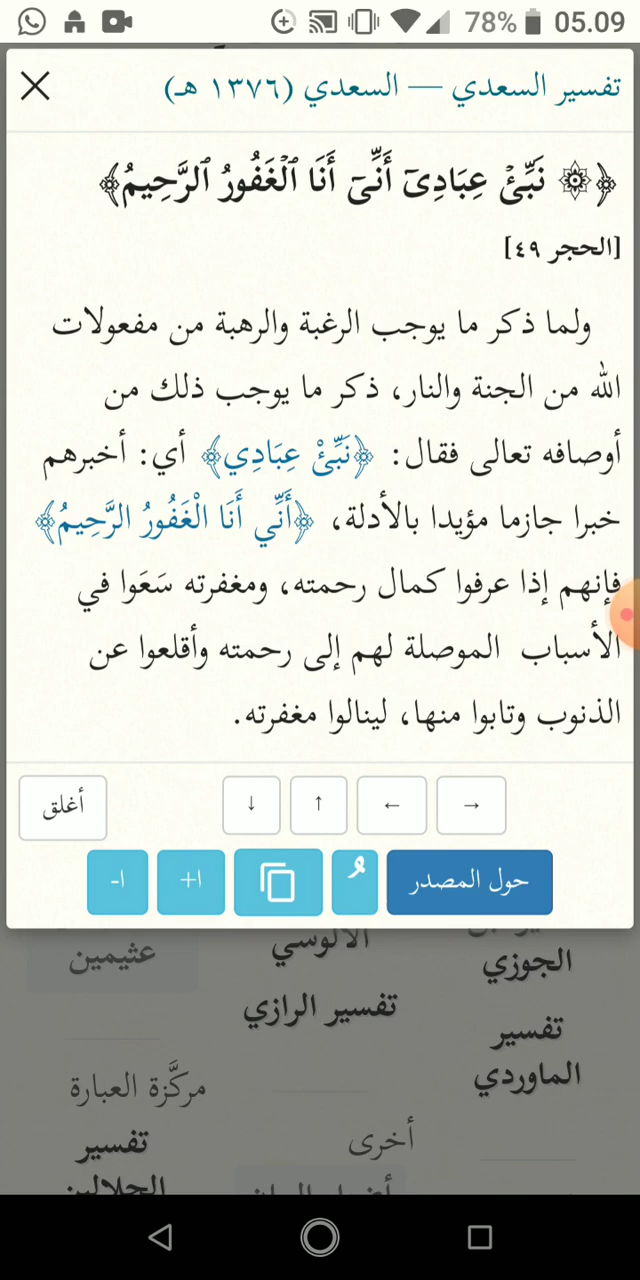 78% 05.09
تفسير السعدي — السعدي (١٣٧٦ هـ)
﴿۞ نَبِّئۡ عِبَادِیۤ أَنِّیۤ أَنَا ٱلۡغَفُورُ ٱلرَّحِیمُ﴾
[الحجر ٤٩]
ولما ذكر ما يوجب الرغبة والرهبة من مفعولات
الله من الجنة والنار، ذكر ما يوجب ذلك من
أوصافه تعالى فقال: ﴿نَبِّئْ عِبَادِي﴾ أي: أخبرهم
خبرا جازما مؤيدا بالأدلة، ﴿أَنِّي أَنَا الْغَفُورُ الرَّحِيمُ﴾
فإنهم إذا عرفوا كمال رحمته، ومغفرته سَعَوا في
الأسباب الموصلة لهم إلى رحمته وأقلعوا عن
الذنوب وتابوا منها، لينالوا مغفرته.
→ ← ↑ ↓ أغلق
حول المصدر ا+ ا-
الألوسي عثيمين
الجوزي
تفسير الرازي
تفسير
الماوردي
مركَّزة العبارة
أخرى
تفسير
الجلالين